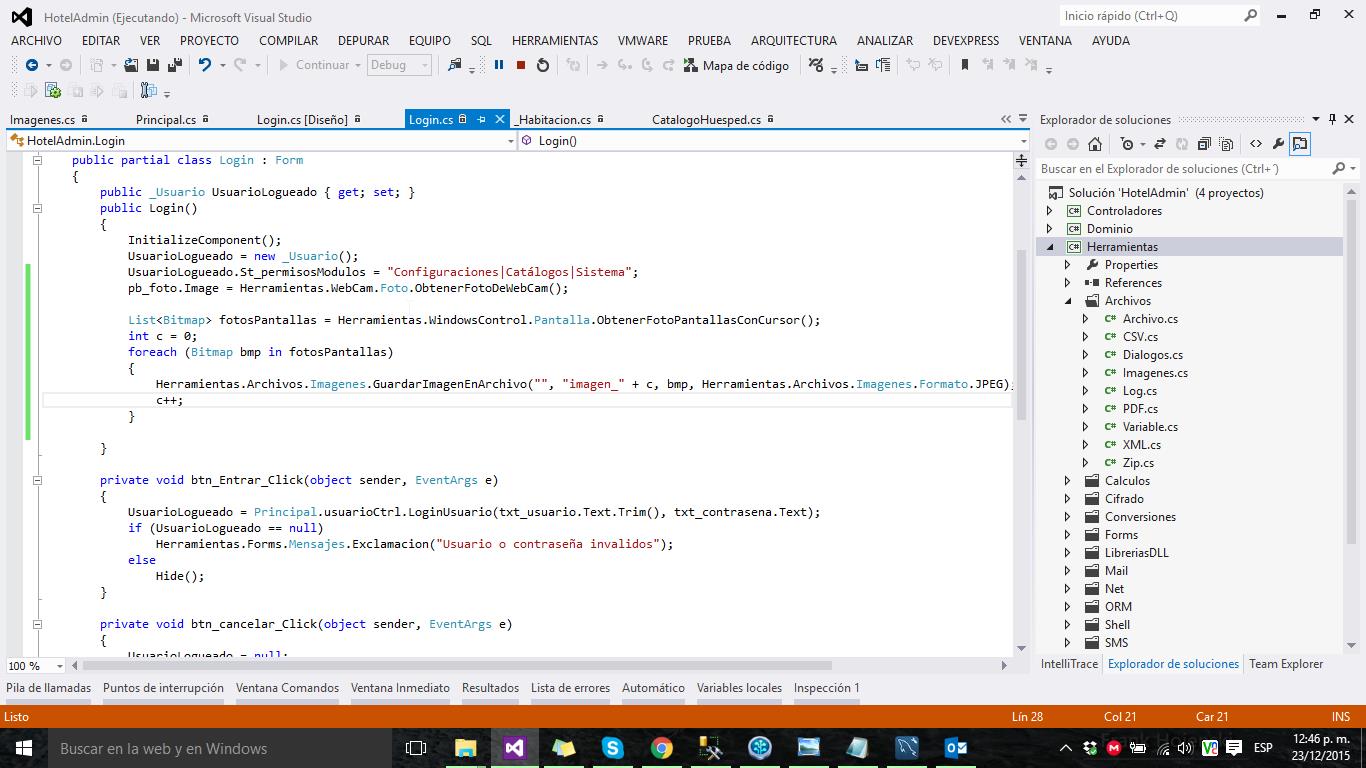 HotelAdmin (Ejecutando) - Microsoft Visual Studio
Inicio rápido (Ctrl+Q)
ARCHIVO EDITAR VER PROYECTO COMPILAR DEPURAR EQUIPO SQL HERRAMIENTAS VMWARE PRUEBA ARQUITECTURA ANALIZAR DEVEXPRESS VENTANA AYUDA
Continuar Debug Mapa de código
Imagenes.cs Principal.cs Login.cs [Diseño] Login.cs _Habitacion.cs CatalogoHuesped.cs
HotelAdmin.Login Login()
public partial class Login : Form
{
public _Usuario UsuarioLogueado { get; set; }
public Login()
{
InitializeComponent();
UsuarioLogueado = new _Usuario();
UsuarioLogueado.St_permisosModulos = "Configuraciones|Catálogos|Sistema";
pb_foto.Image = Herramientas.WebCam.Foto.ObtenerFotoDeWebCam();
List<Bitmap> fotosPantallas = Herramientas.WindowsControl.Pantalla.ObtenerFotoPantallasConCursor();
int c = 0;
foreach (Bitmap bmp in fotosPantallas)
{
Herramientas.Archivos.Imagenes.GuardarImagenEnArchivo("", "imagen_" + c, bmp, Herramientas.Archivos.Imagenes.Formato.JPEG);
c++;
}
}
private void btn_Entrar_Click(object sender, EventArgs e)
{
UsuarioLogueado = Principal.usuarioCtrl.LoginUsuario(txt_usuario.Text.Trim(), txt_contrasena.Text);
if (UsuarioLogueado == null)
Herramientas.Forms.Mensajes.Exclamacion("Usuario o contraseña invalidos");
else
Hide();
}
private void btn_cancelar_Click(object sender, EventArgs e)
{
UsuarioLogueado = null;
100 %
Explorador de soluciones
Buscar en el Explorador de soluciones (Ctrl+´)
Solución 'HotelAdmin' (4 proyectos)
C# Controladores
C# Dominio
C# Herramientas
Properties
References
Archivos
C# Archivo.cs
C# CSV.cs
C# Dialogos.cs
C# Imagenes.cs
C# Log.cs
C# PDF.cs
C# Variable.cs
C# XML.cs
C# Zip.cs
Calculos
Cifrado
Conversiones
Forms
LibreriasDLL
Mail
Net
ORM
Shell
SMS
IntelliTrace Explorador de soluciones Team Explorer
Pila de llamadas Puntos de interrupción Ventana Comandos Ventana Inmediato Resultados Lista de errores Automático Variables locales Inspección 1
Listo Lín 28 Col 21 Car 21 INS
Buscar en la web y en Windows
ESP
12:46 p. m.
23/12/2015